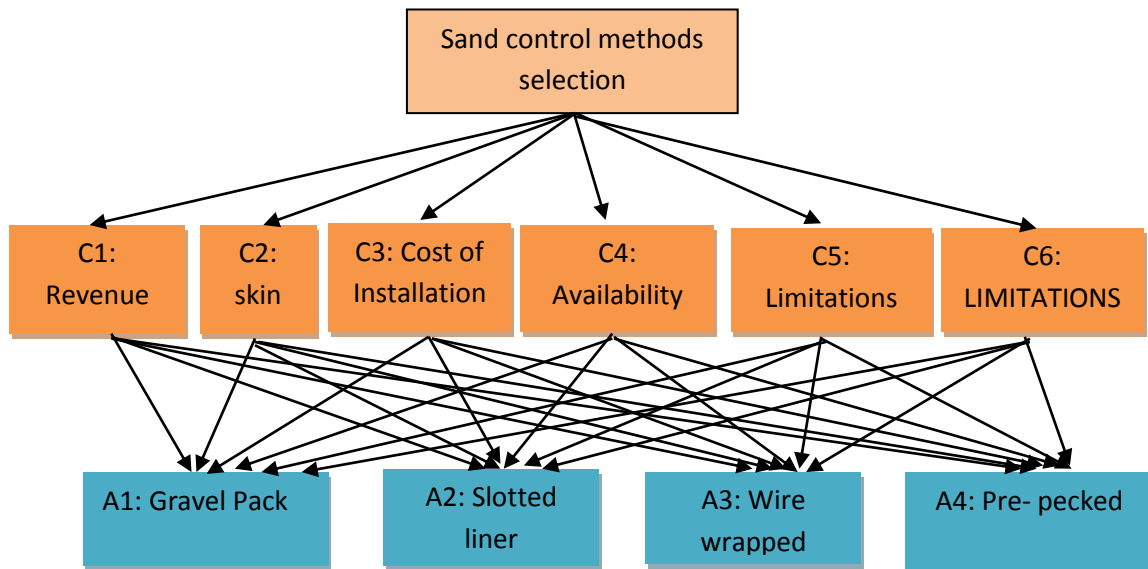 Sand control methods
selection
C1:
Revenue
C2:
skin
C3: Cost of
Installation
C4:
Availability
C5:
Limitations
C6:
LIMITATIONS
A1: Gravel Pack
A2: Slotted
liner
A3: Wire
wrapped
A4: Pre- pecked